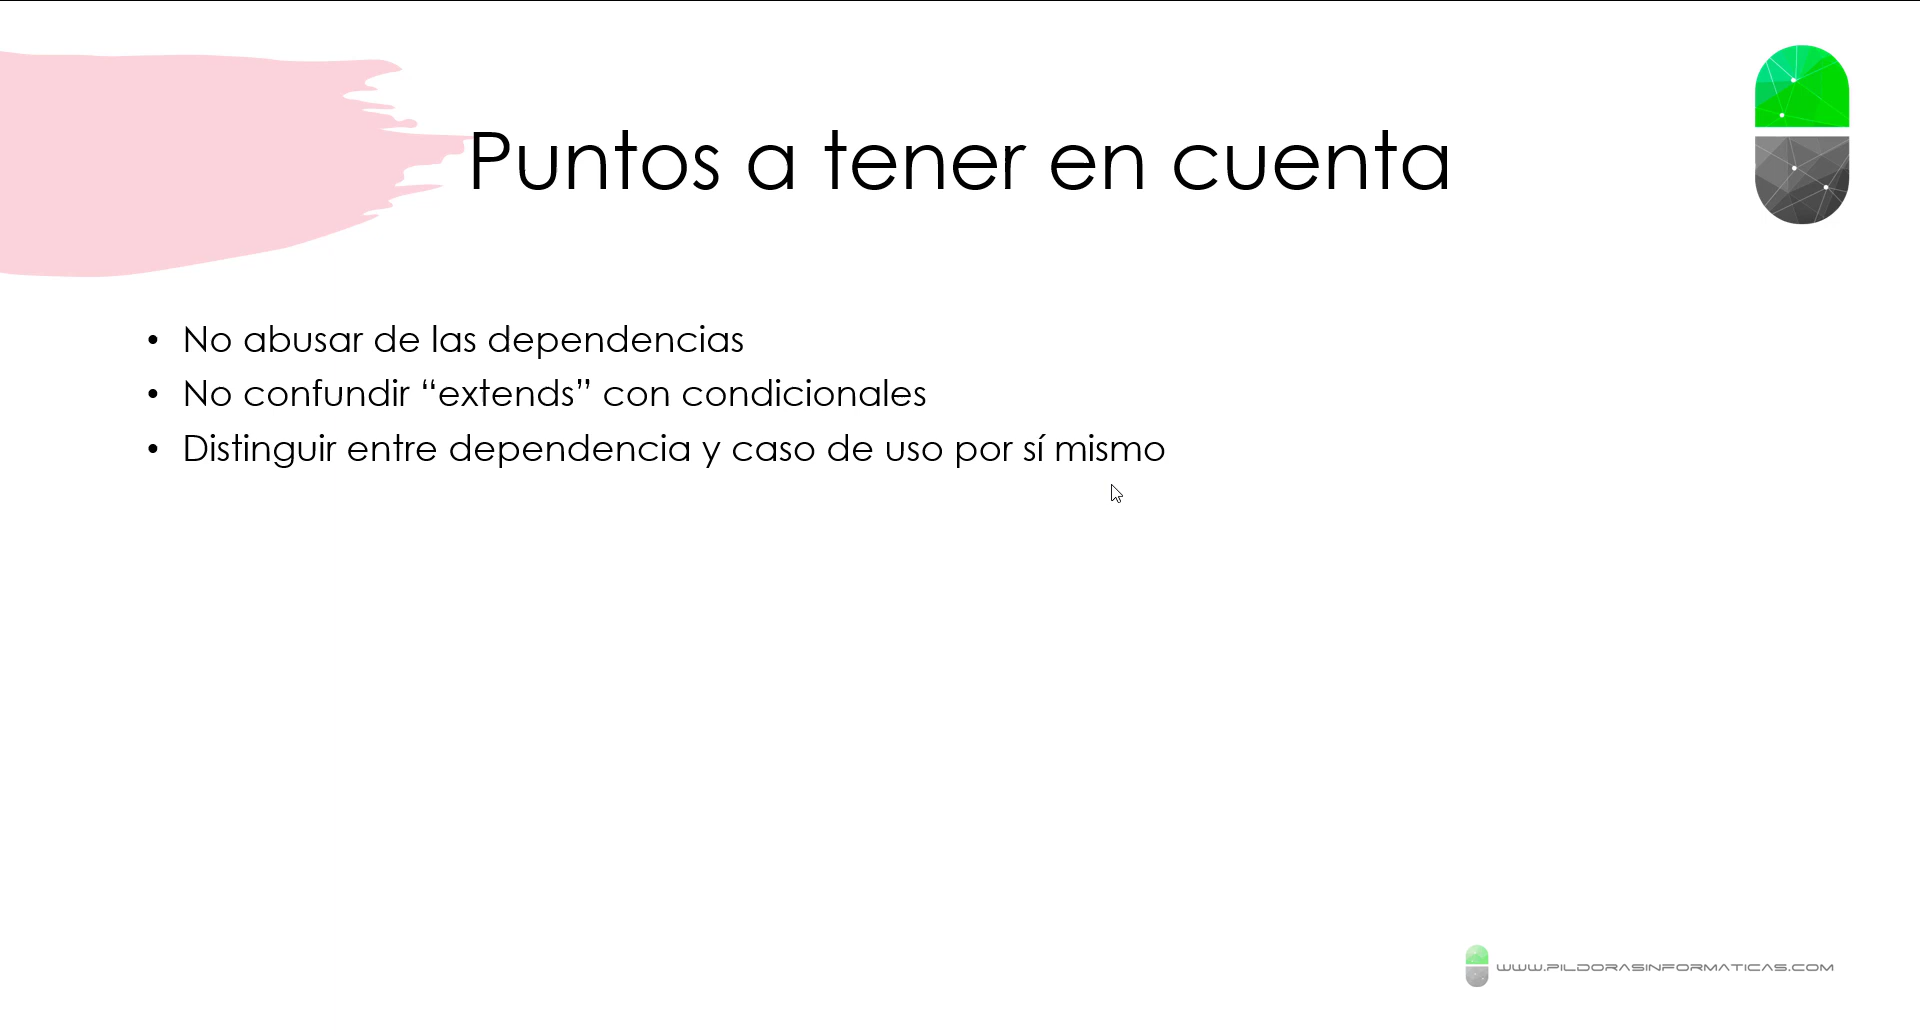 Puntos a tener en cuenta
• No abusar de las dependencias
• No confundir “extends” con condicionales
• Distinguir entre dependencia y caso de uso por sí mismo
WWW.PILDORASINFORMATICAS.COM